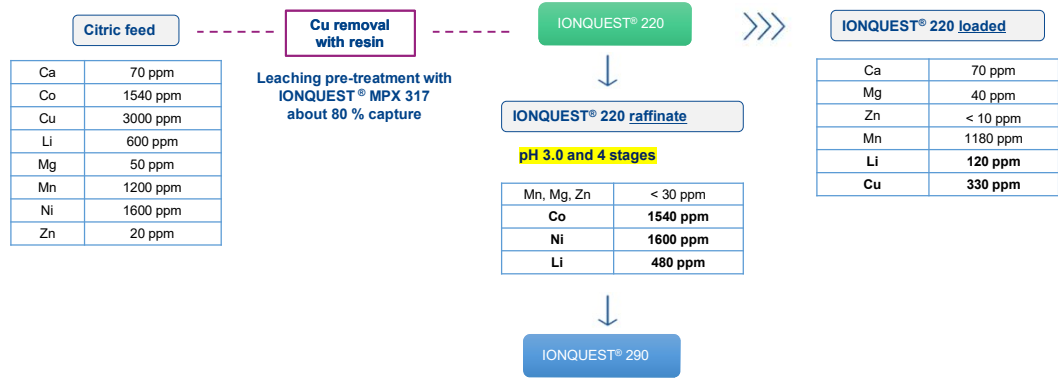 Citric feed
Cu removal
with resin
IONQUEST® 220
IONQUEST® 220 loaded
Leaching pre-treatment with
IONQUEST ® MPX 317
about 80 % capture
Ca 70 ppm
Co 1540 ppm
Cu 3000 ppm
Li 600 ppm
Mg 50 ppm
Mn 1200 ppm
Ni 1600 ppm
Zn 20 ppm
IONQUEST® 220 raffinate
pH 3.0 and 4 stages
Mn, Mg, Zn < 30 ppm
Co 1540 ppm
Ni 1600 ppm
Li 480 ppm
Ca 70 ppm
Mg 40 ppm
Zn < 10 ppm
Mn 1180 ppm
Li 120 ppm
Cu 330 ppm
IONQUEST® 290